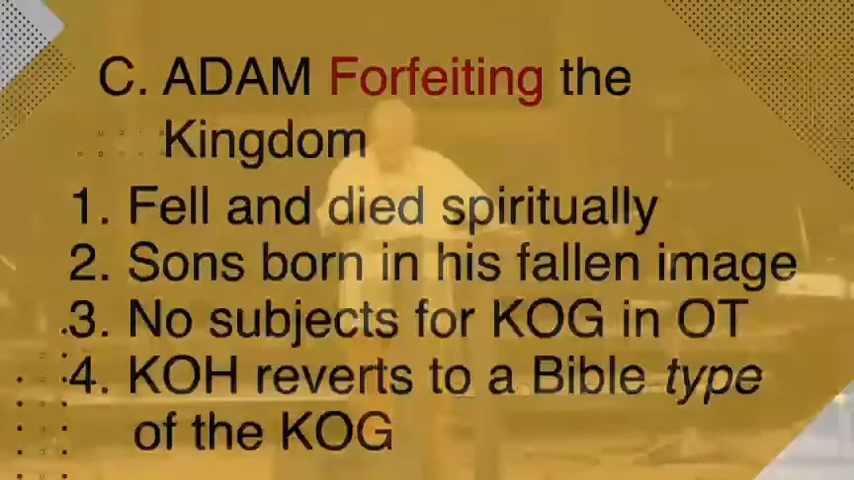 C. ADAM Forfeiting the
Kingdom
1. Fell and died spiritually
2. Sons born in his fallen image
3. No subjects for KOG in OT
4. KOH reverts to a Bible type
of the KOG